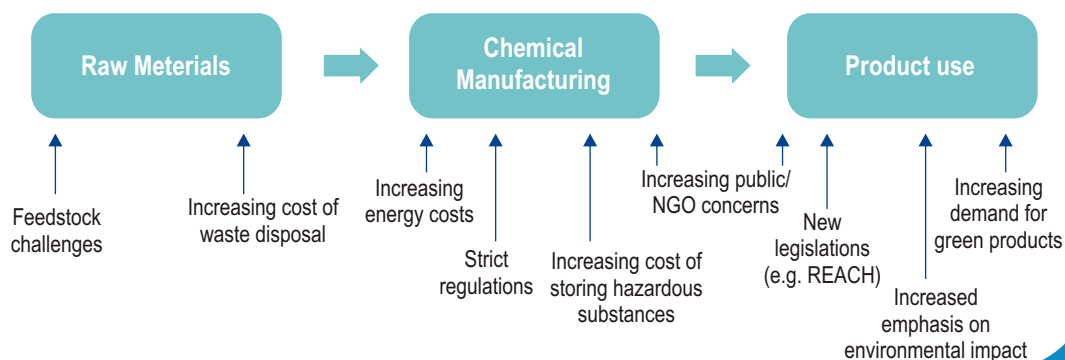 Raw Meterials
Chemical
Manufacturing
Product use
Feedstock
challenges
Increasing cost of
waste disposal
Increasing
energy costs
Strict
regulations
Increasing cost of
storing hazardous
substances
Increasing public/
NGO concerns
New
legislations
(e.g. REACH)
Increased
emphasis on
environmental impact
Increasing
demand for
green products